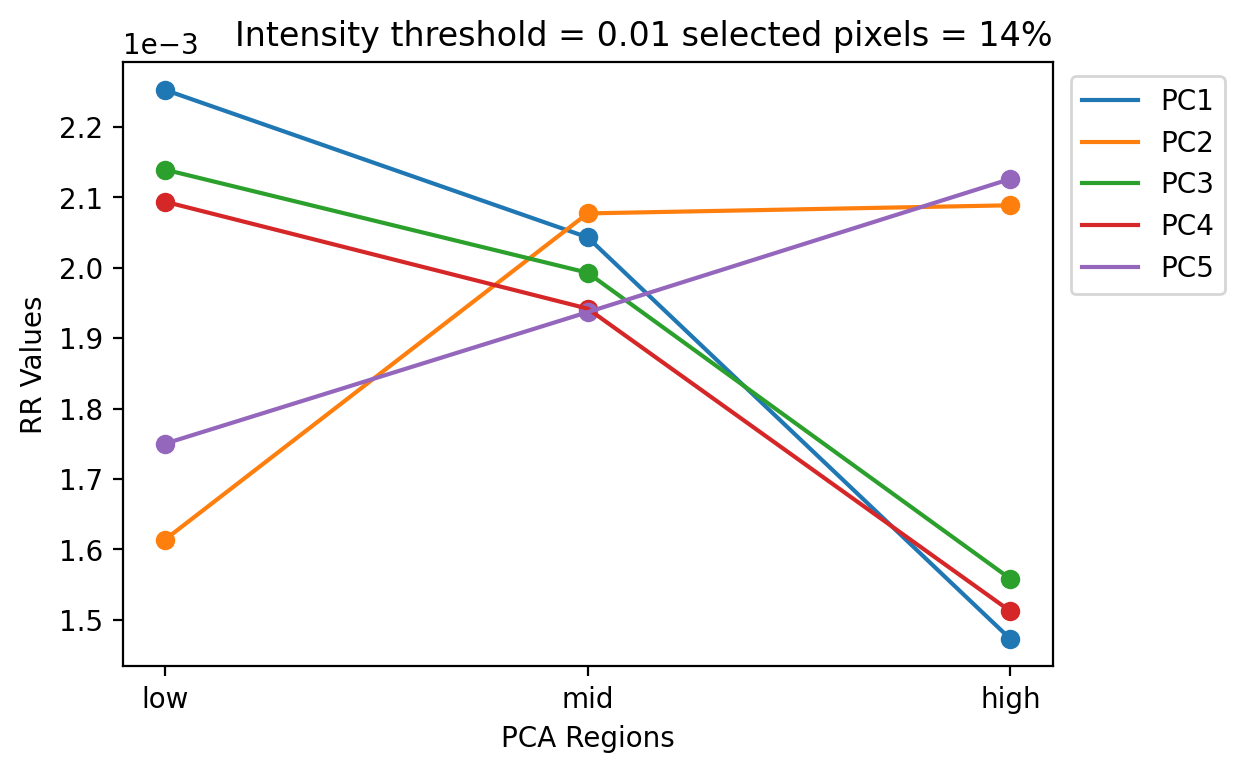 Intensity threshold = 0.01 selected pixels = 14%
1e−3
2.2
2.1
2.0
1.9
1.8
1.7
1.6
1.5
RR Values
low mid high
PCA Regions
PC1
PC2
PC3
PC4
PC5